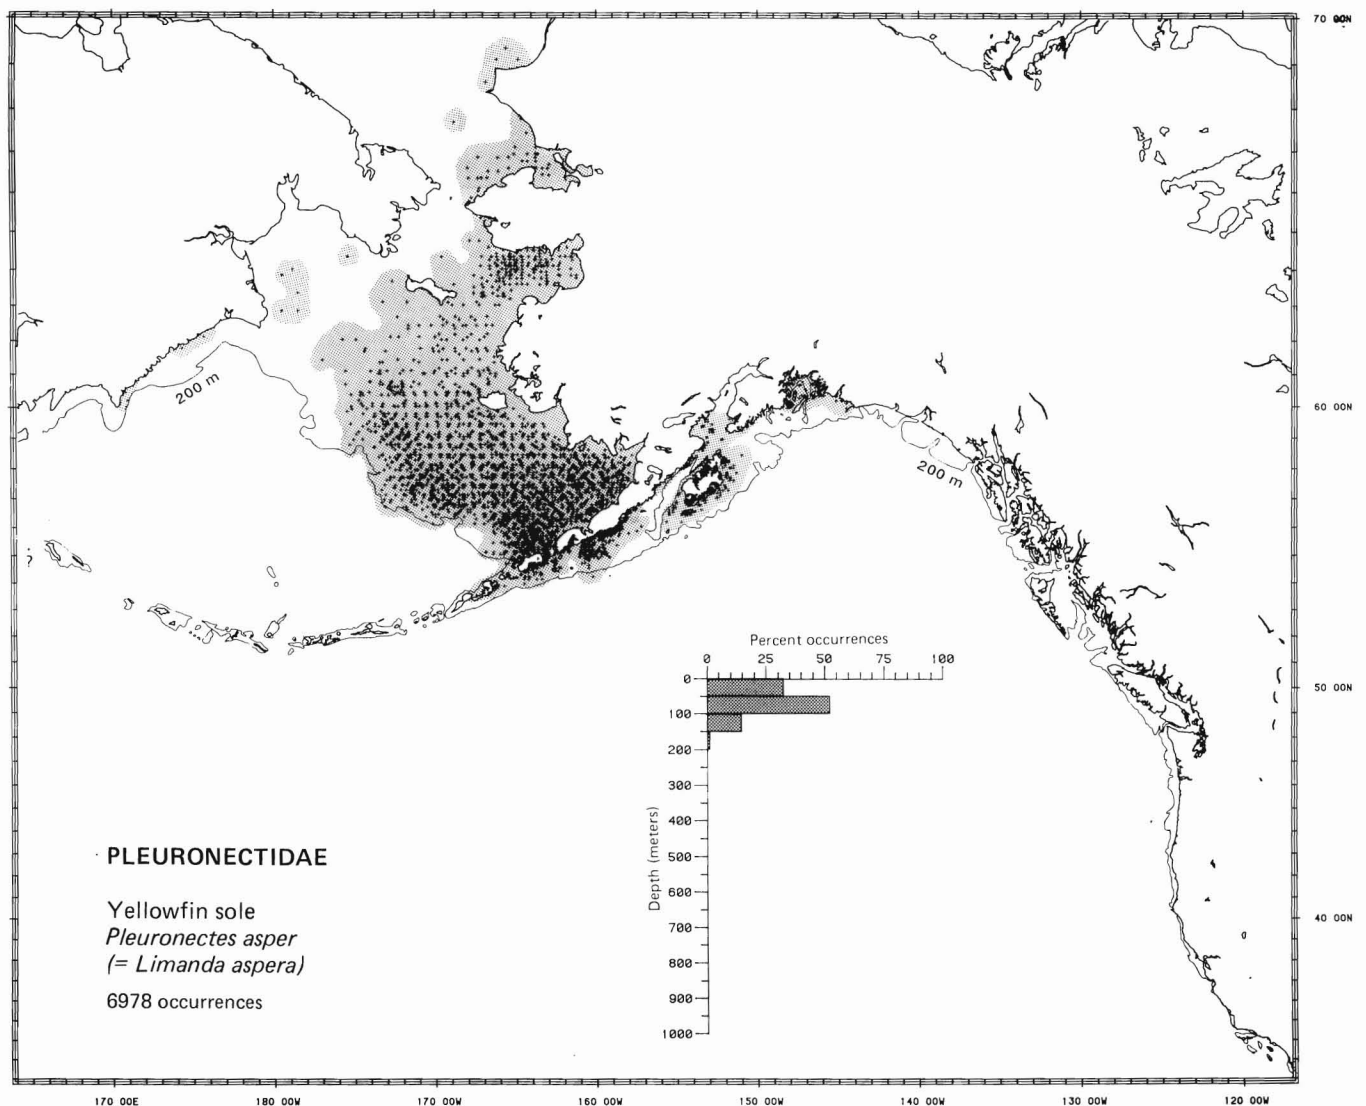 70 00N
200 m
60 00N
200 m
?
Percent occurrences
0 25 50 75 100
0
100
200
50 00N
300
400
500
600
700
800
900
1000
Depth (meters)
PLEURONECTIDAE
Yellowfin sole
40 00N
Pleuronectes asper
(= Limanda aspera)
6978 occurrences
170 00E 180 00W 170 00W 160 00W 150 00W 140 00W 130 00W 120 00W